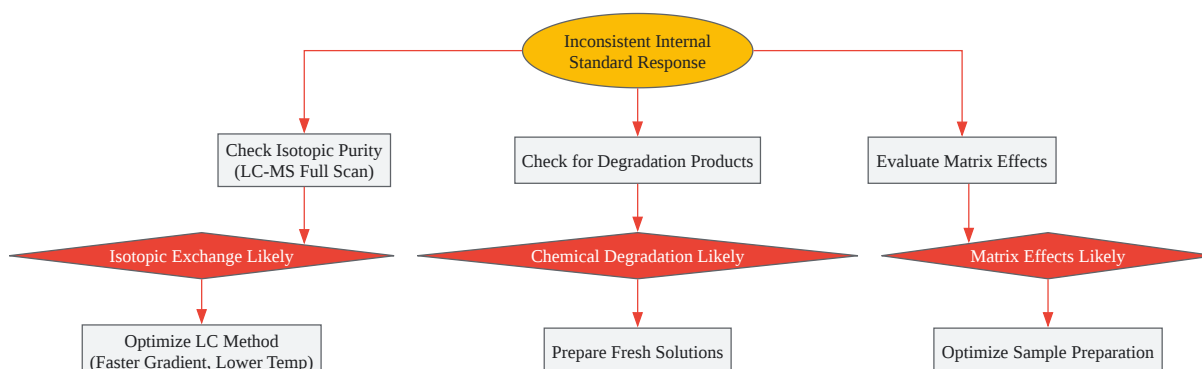 Inconsistent Internal
Standard Response
Check Isotopic Purity
(LC-MS Full Scan)
Check for Degradation Products
Evaluate Matrix Effects
Isotopic Exchange Likely
Chemical Degradation Likely
Matrix Effects Likely
Optimize LC Method
(Faster Gradient, Lower Temp)
Prepare Fresh Solutions
Optimize Sample Preparation